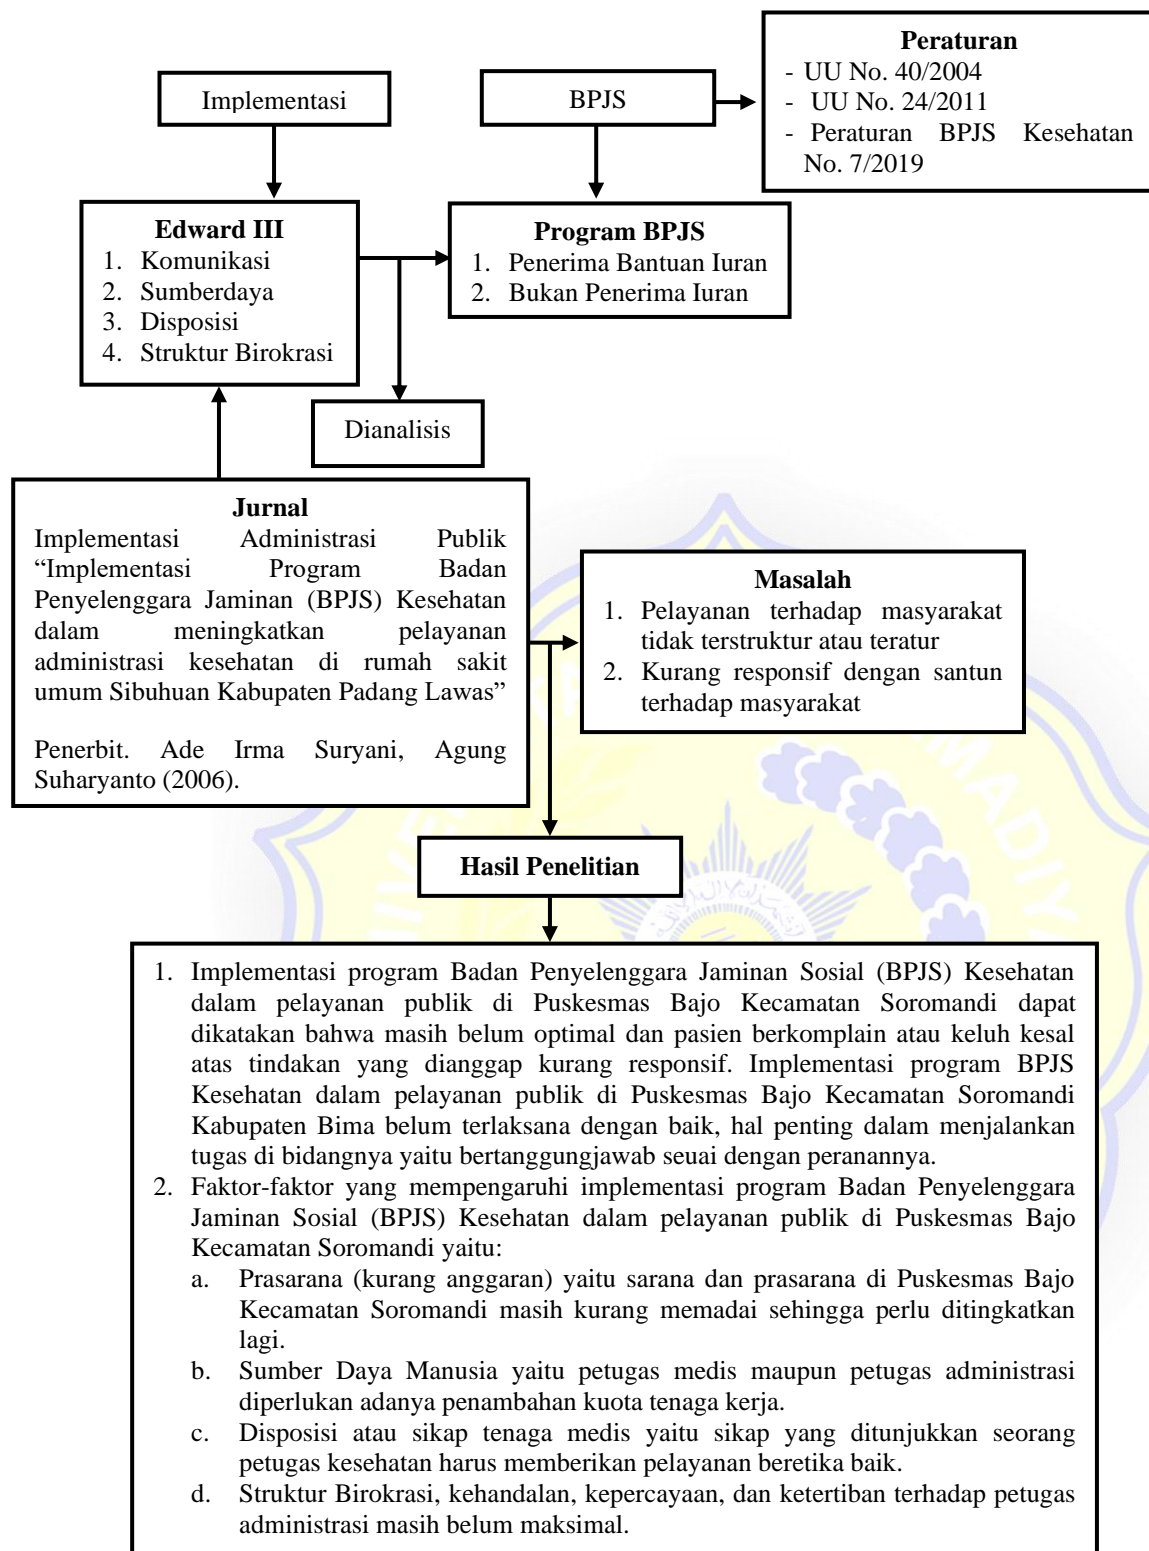 Peraturan
- UU No. 40/2004
- UU No. 24/2011
- Peraturan BPJS Kesehatan
No. 7/2019
Implementasi
BPJS
Edward III
1. Komunikasi
2. Sumberdaya
3. Disposisi
4. Struktur Birokrasi
Program BPJS
1. Penerima Bantuan Iuran
2. Bukan Penerima Iuran
Dianalisis
Jurnal
Implementasi Administrasi Publik
“Implementasi Program Badan
Penyelenggara Jaminan (BPJS) Kesehatan
dalam meningkatkan pelayanan
administrasi kesehatan di rumah sakit
umum Sibuhuan Kabupaten Padang Lawas”
Penerbit. Ade Irma Suryani, Agung
Suharyanto (2006).
Masalah
1. Pelayanan terhadap masyarakat
tidak terstruktur atau teratur
2. Kurang responsif dengan santun
terhadap masyarakat
Hasil Penelitian
1. Implementasi program Badan Penyelenggara Jaminan Sosial (BPJS) Kesehatan
dalam pelayanan publik di Puskesmas Bajo Kecamatan Soromandi dapat
dikatakan bahwa masih belum optimal dan pasien berkomplain atau keluh kesal
atas tindakan yang dianggap kurang responsif. Implementasi program BPJS
Kesehatan dalam pelayanan publik di Puskesmas Bajo Kecamatan Soromandi
Kabupaten Bima belum terlaksana dengan baik, hal penting dalam menjalankan
tugas di bidangnya yaitu bertanggungjawab seuai dengan peranannya.
2. Faktor-faktor yang mempengaruhi implementasi program Badan Penyelenggara
Jaminan Sosial (BPJS) Kesehatan dalam pelayanan publik di Puskesmas Bajo
Kecamatan Soromandi yaitu:
a. Prasarana (kurang anggaran) yaitu sarana dan prasarana di Puskesmas Bajo
Kecamatan Soromandi masih kurang memadai sehingga perlu ditingkatkan
lagi.
b. Sumber Daya Manusia yaitu petugas medis maupun petugas administrasi
diperlukan adanya penambahan kuota tenaga kerja.
c. Disposisi atau sikap tenaga medis yaitu sikap yang ditunjukkan seorang
petugas kesehatan harus memberikan pelayanan beretika baik.
d. Struktur Birokrasi, kehandalan, kepercayaan, dan ketertiban terhadap petugas
administrasi masih belum maksimal.